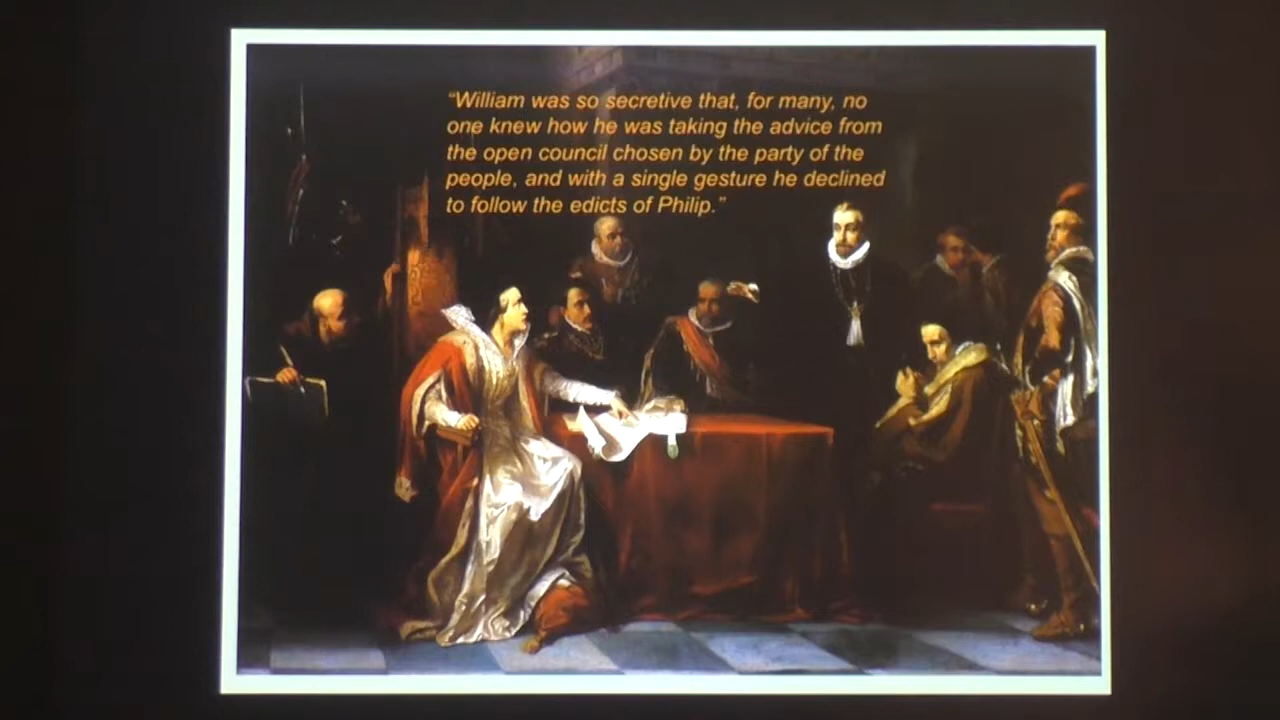 “William was so secretive that, for many, no
one knew how he was taking the advice from
the open council chosen by the party of the
people, and with a single gesture he declined
to follow the edicts of Philip.”